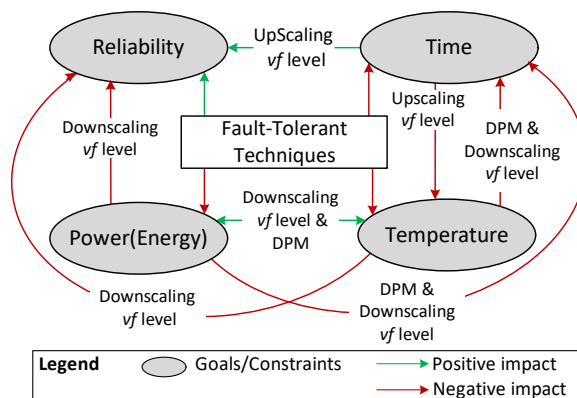 Reliability
UpScaling
vf level
Time
Downscaling
vf level
Fault-Tolerant
Techniques
Upscaling
vf level
DPM &
Downscaling
vf level
Power(Energy)
Downscaling
vf level &
DPM
Temperature
Downscaling
vf level
DPM &
Downscaling
vf level
Legend
Goals/Constraints
Positive impact
Negative impact